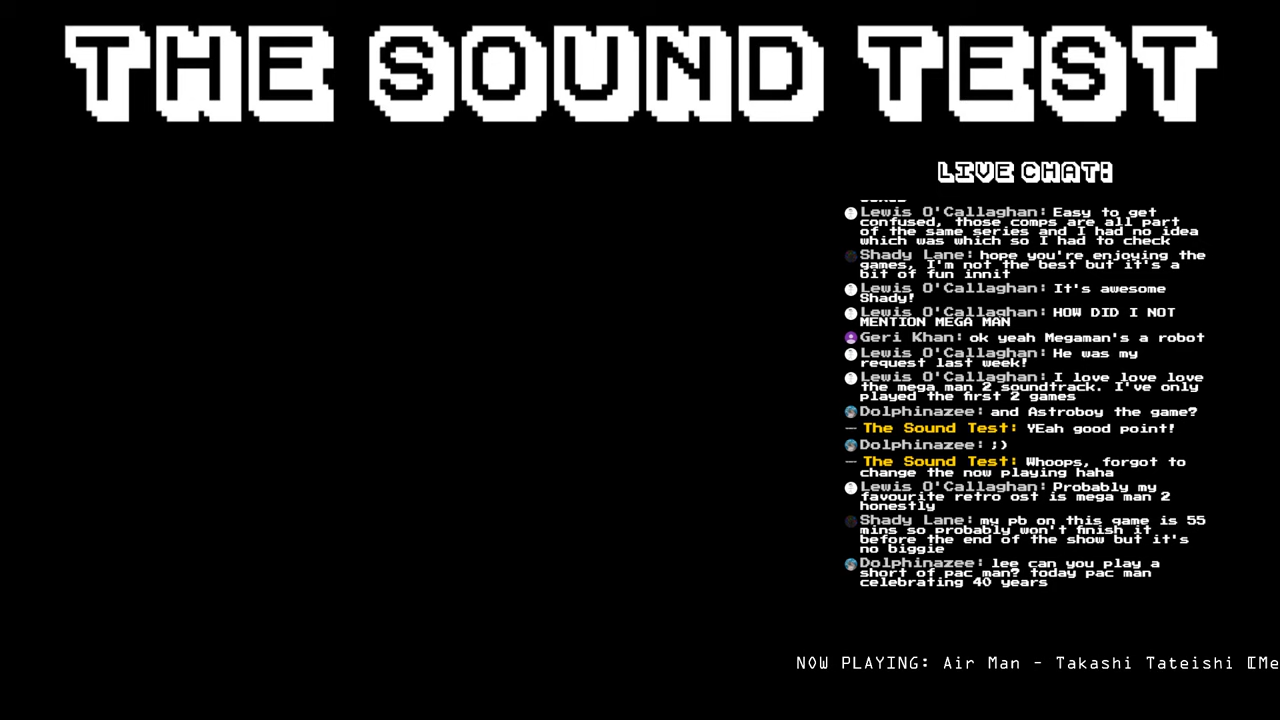 THE SOUND TEST
LIVE CHAT:
Lewis O'Callaghan: Easy to get
confused, those comps are all part
of the same series and I had no idea
which was which so I had to check
Shady Lane: hope you're enjoying the
games, I'm not the best but it's a
bit of fun innit
Lewis O'Callaghan: It's awesome
Shady!
Lewis O'Callaghan: HOW DID I NOT
MENTION MEGA MAN
Geri Khan: ok yeah Megaman's a robot
Lewis O'Callaghan: He was my
request last week!
Lewis O'Callaghan: I love love love
the mega man 2 soundtrack. I've only
played the first 2 games
Dolphinazee: and Astroboy the game?
The Sound Test: YEah good point!
Dolphinazee: ;)
The Sound Test: Whoops, forgot to
change the now playing haha
Lewis O'Callaghan: Probably my
favourite retro ost is mega man 2
honestly
Shady Lane: my pb on this game is 55
mins so probably won't finish it
before the end of the show but it's
no biggie
Dolphinazee: lee can you play a
short of pac man? today pac man
celebrating 40 years
NOW PLAYING: Air Man - Takashi Tateishi [Me